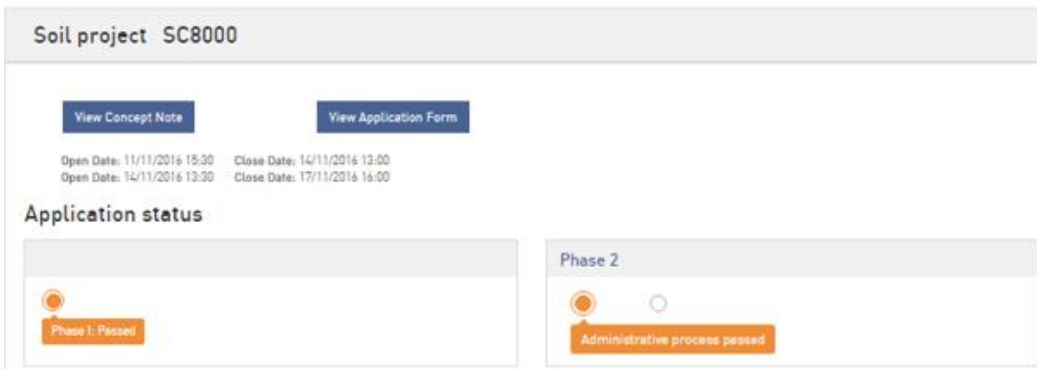 Soil project SC8000
View Concept Note View Application Form
Open Date: 11/11/2016 15:30 Close Date: 14/11/2016 13:00
Open Date: 14/11/2016 13:30 Close Date: 17/11/2016 16:00
Application status
Phase 2
Phase I: Passed
Administrative process passed